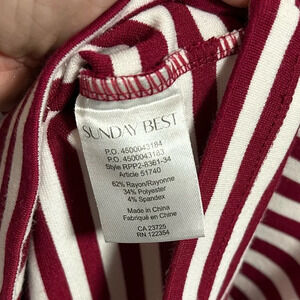 SUNDAY BEST
P.O. 4500043184
P.O. 4500043183
Style RPP2-8361-34
Article 51740
62% Rayon/Rayonne
34% Polyester
4% Spandex
Made in China
Fabriqué en Chine
CA 23725
RN 122354